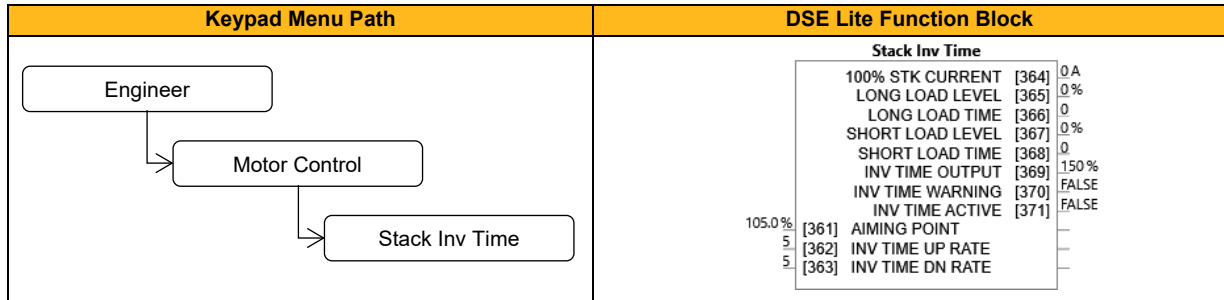 Keypad Menu Path
DSE Lite Function Block
Engineer
Motor Control
Stack Inv Time
Stack Inv Time
100% STK CURRENT [364] 0 A
LONG LOAD LEVEL [365] 0 %
LONG LOAD TIME [366] 0
SHORT LOAD LEVEL [367] 0 %
SHORT LOAD TIME [368] 0
INV TIME OUTPUT [369] 150 %
INV TIME WARNING [370] FALSE
INV TIME ACTIVE [371] FALSE
105.0 % [361] AIMING POINT
5 [362] INV TIME UP RATE
5 [363] INV TIME DN RATE